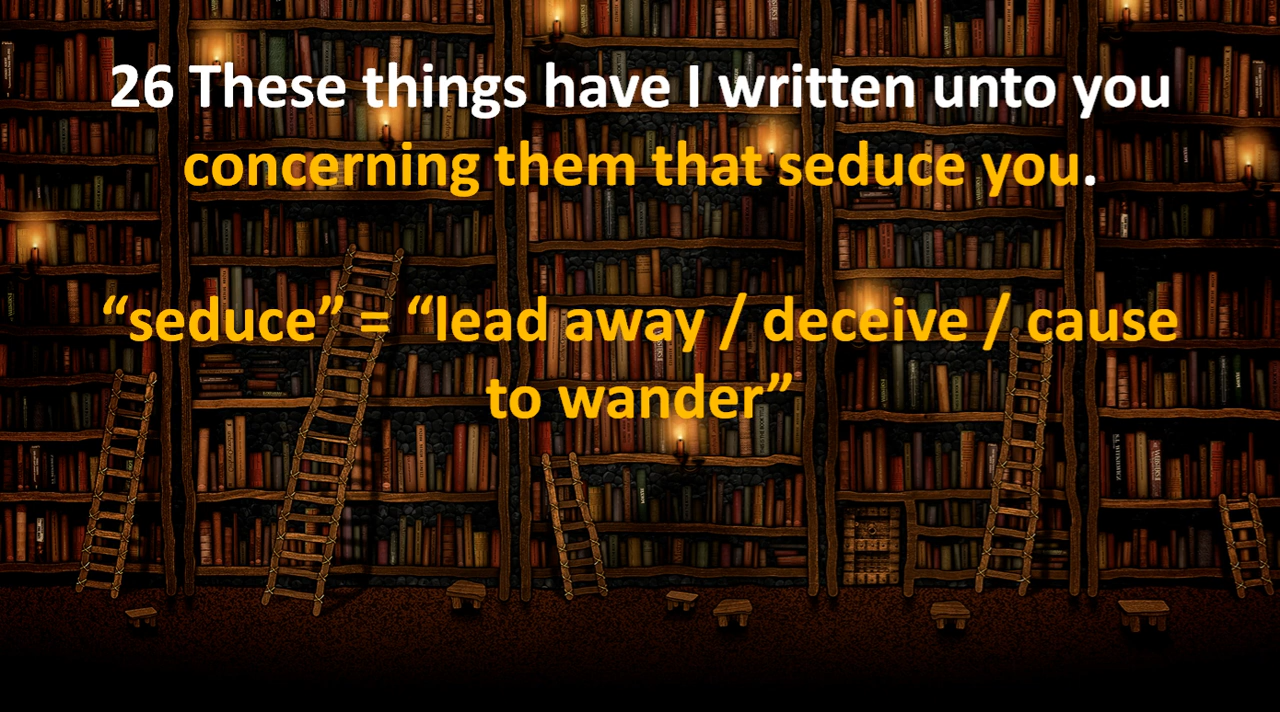 26 These things have I written unto you
concerning them that seduce you.
“seduce” = “lead away / deceive / cause
to wander”